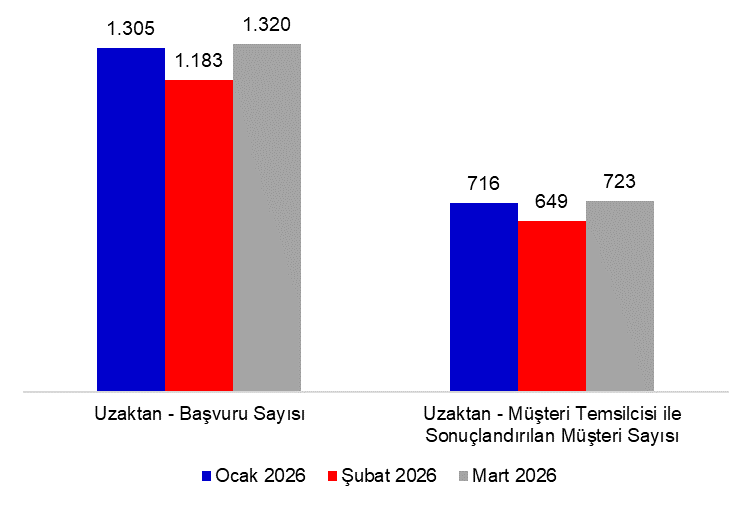 1.305
1.183
1.320
716
649
723
Uzaktan - Başvuru Sayısı
Uzaktan - Müşteri Temsilcisi ile
Sonuçlandırılan Müşteri Sayısı
Ocak 2026
Şubat 2026
Mart 2026